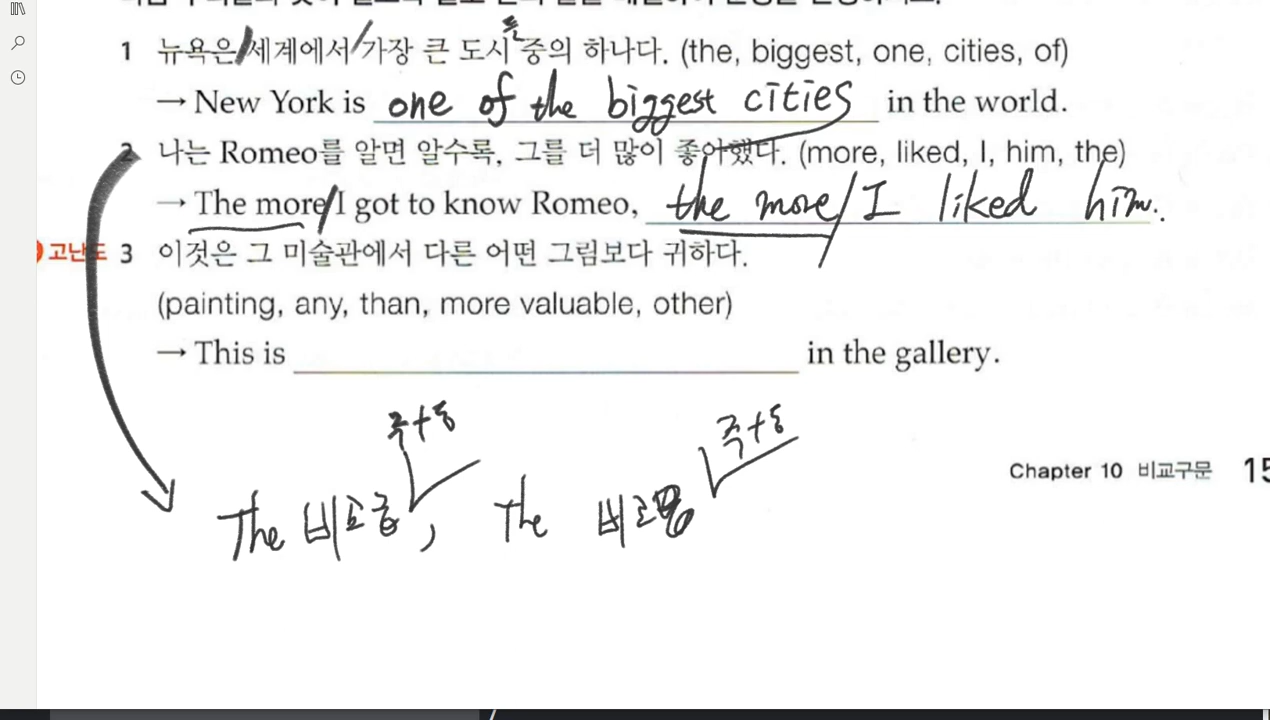 1 뉴욕은/세계에서/가장 큰 도시들 중의 하나다. (the, biggest, one, cities, of)
→ New York is one of the biggest cities in the world.
2 나는 Romeo를 알면 알수록, 그를 더 많이 좋아했다. (more, liked, I, him, the)
→ The more/I got to know Romeo, the more/I liked him.
고난도 3 이것은 그 미술관에서 다른 어떤 그림보다 귀하다.
(painting, any, than, more valuable, other)
→ This is in the gallery.
주+동 주+동
Chapter 10 비교구문 15
The 비교급, the 비교